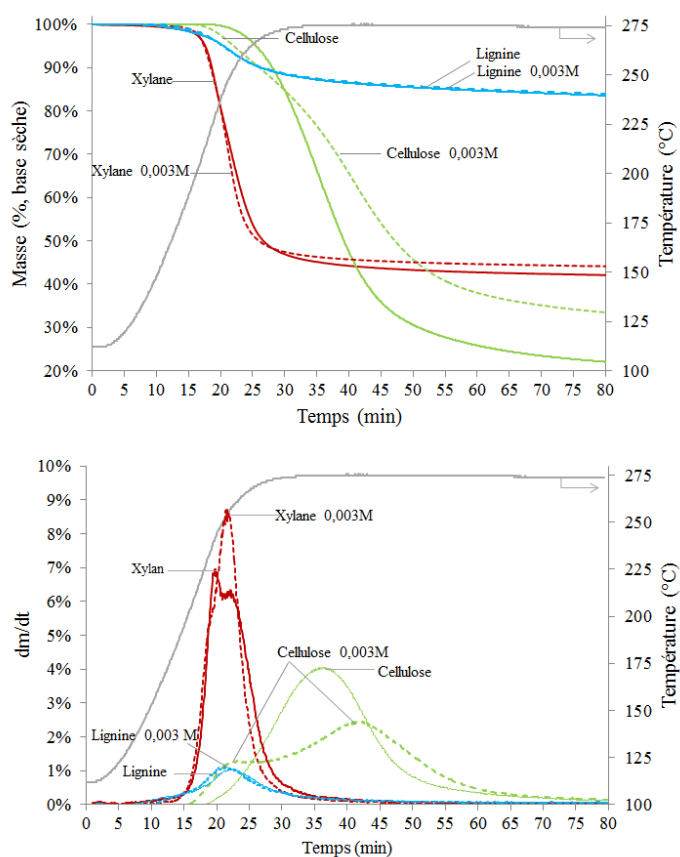 100%
90%
80%
70%
60%
50%
40%
30%
20%
Masse (%, base sèche)
0 5 10 15 20 25 30 35 40 45 50 55 60 65 70 75 80
Temps (min)
275
250
225
200
175
150
125
100
Température (°C)
Cellulose
Lignine
Lignine 0,003M
Xylane
Cellulose 0,003M
Xylane 0,003M
10%
9%
8%
7%
6%
5%
4%
3%
2%
1%
0%
dm/dt
0 5 10 15 20 25 30 35 40 45 50 55 60 65 70 75 80
Temps (min)
275
250
225
200
175
150
125
100
Température (°C)
Xylane 0,003M
Xylan
Cellulose 0,003M
Cellulose
Lignine 0,003 M
Lignine